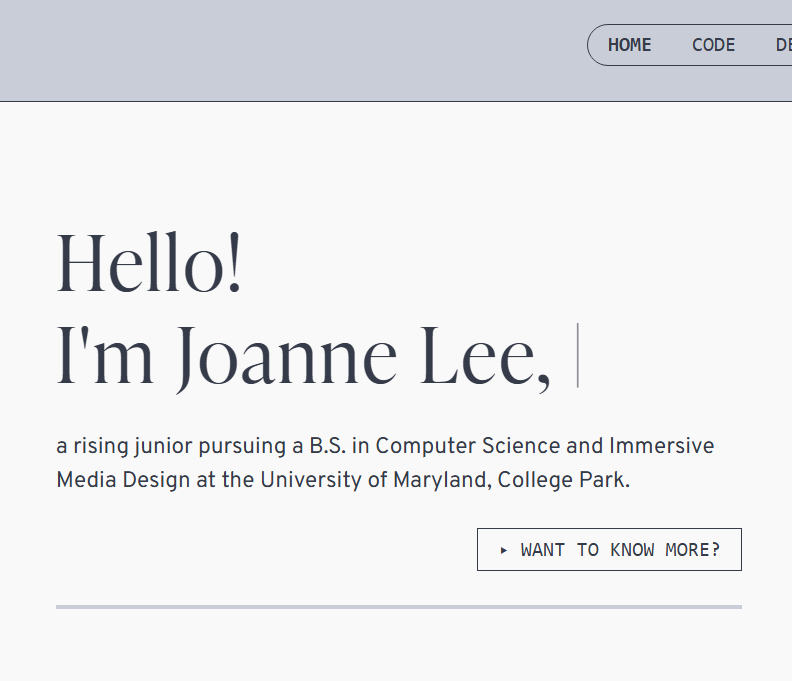 HOME CODE
Hello!
I'm Joanne Lee,
a rising junior pursuing a B.S. in Computer Science and Immersive
Media Design at the University of Maryland, College Park.
▸ WANT TO KNOW MORE?